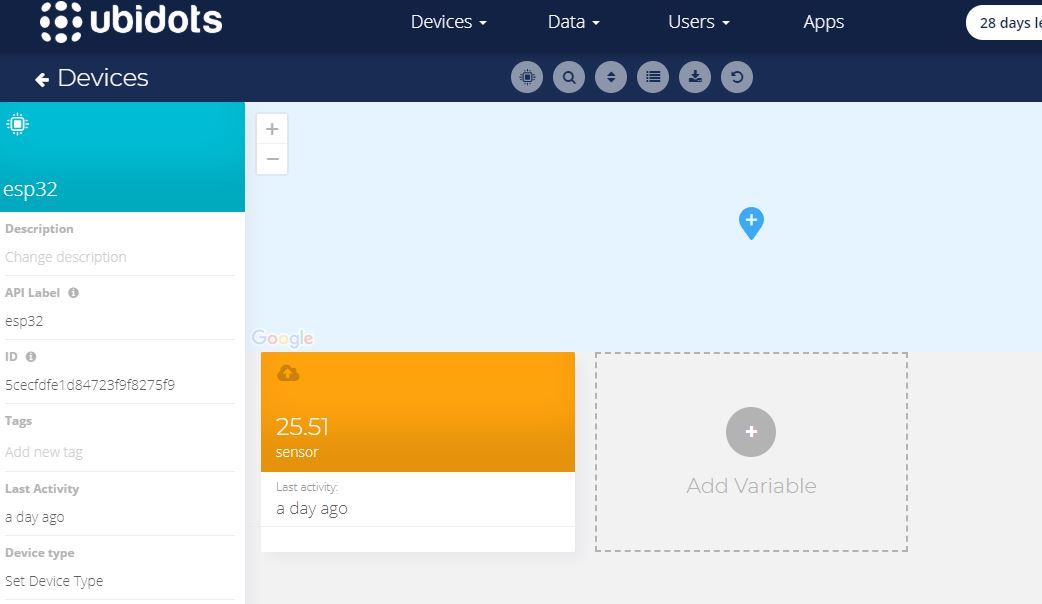 ubidots
Devices
Data
Users
Apps
28 days le
Devices
esp32
Description
Change description
API Label
esp32
ID
5cecfdfe1d84723f9f8275f9
Tags
Add new tag
Last Activity
a day ago
Device type
Set Device Type
+
−
Google
25.51
sensor
Last activity:
a day ago
Add Variable